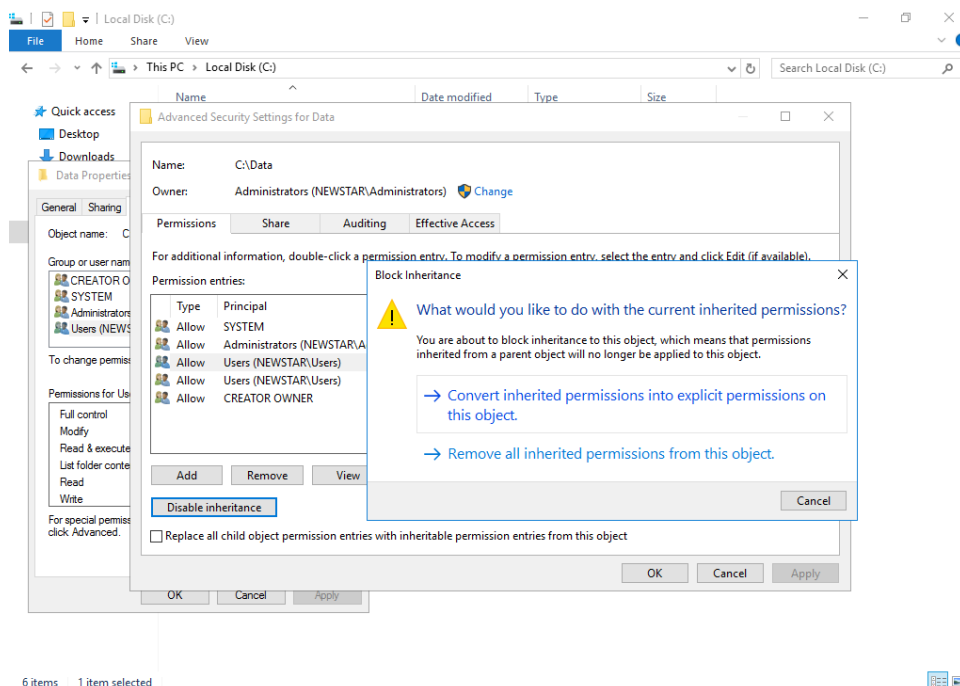 Local Disk (C:)
File Home Share View
This PC Local Disk (C:) Search Local Disk (C:)
Name Date modified Type Size
Quick access
Desktop
Downloads
Advanced Security Settings for Data
Name: C:\Data
Owner: Administrators (NEWSTAR\Administrators) Change
Permissions Share Auditing Effective Access
For additional information, double-click a permission entry. To modify a permission entry, select the entry and click Edit (if available).
Permission entries:
Type Principal
Allow SYSTEM
Allow Administrators (NEWSTAR\A
Allow Users (NEWSTAR\Users)
Allow Users (NEWSTAR\Users)
Allow CREATOR OWNER
Add Remove View
Disable inheritance
Replace all child object permission entries with inheritable permission entries from this object
OK Cancel Apply
Block Inheritance
What would you like to do with the current inherited permissions?
You are about to block inheritance to this object, which means that permissions
inherited from a parent object will no longer be applied to this object.
Convert inherited permissions into explicit permissions on
this object.
Remove all inherited permissions from this object.
Cancel
Data Properties
General Sharing
Object name: C
Group or user nam
CREATOR O
SYSTEM
Administrators
Users (NEWS
To change permiss
Permissions for Us
Full control
Modify
Read & execute
List folder conte
Read
Write
For special permiss
click Advanced.
OK Cancel Apply
6 items 1 item selected